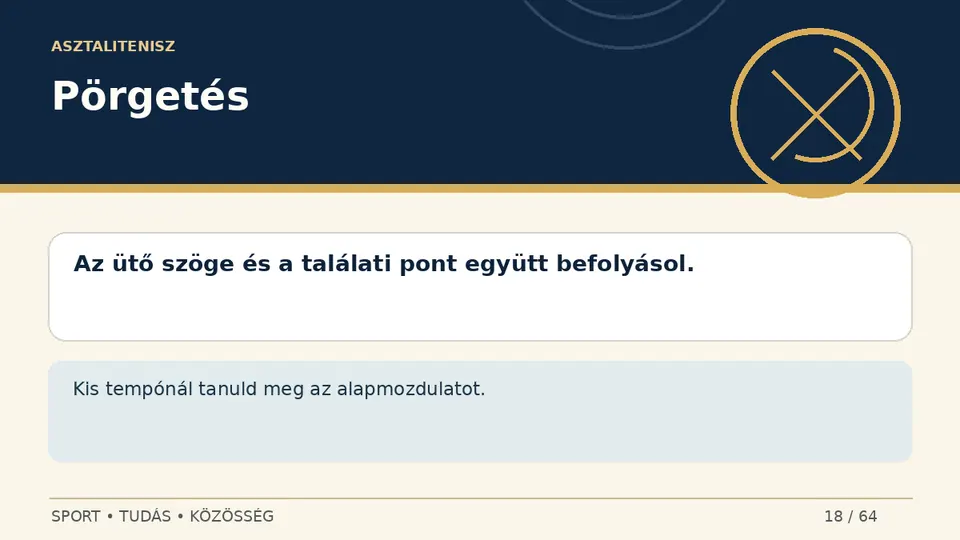 ASZTALITENISZ
Pörgetés
Az ütő szöge és a találati pont együtt befolyásol.
Kis tempónál tanuld meg az alapmozdulatot.
SPORT • TUDÁS • KÖZÖSSÉG
18 / 64